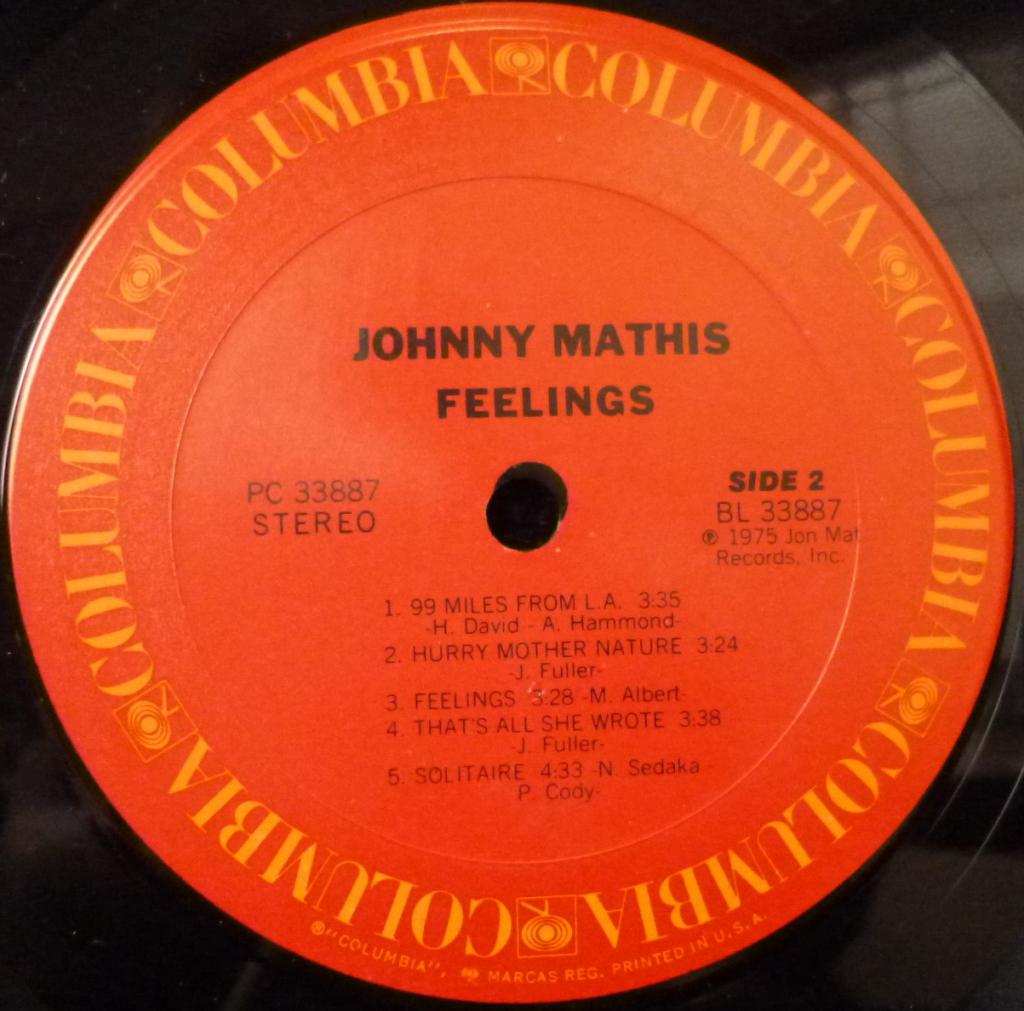 COLUMBIA COLUMBIA COLUMBIA COLUMBIA COLUMBIA COLUMBIA
JOHNNY MATHIS
FEELINGS
PC 33887
STEREO
SIDE 2
BL 33887
℗ 1975 Jon Mat
Records, Inc.
1. 99 MILES FROM L.A. 3:35
-H. David - A. Hammond-
2. HURRY MOTHER NATURE 3:24
-J. Fuller-
3. FEELINGS 3:28 -M. Albert-
4. THAT'S ALL SHE WROTE 3:38
-J. Fuller-
5. SOLITAIRE 4:33 -N. Sedaka -
P. Cody-
®"COLUMBIA", MARCAS REG. PRINTED IN U.S.A.